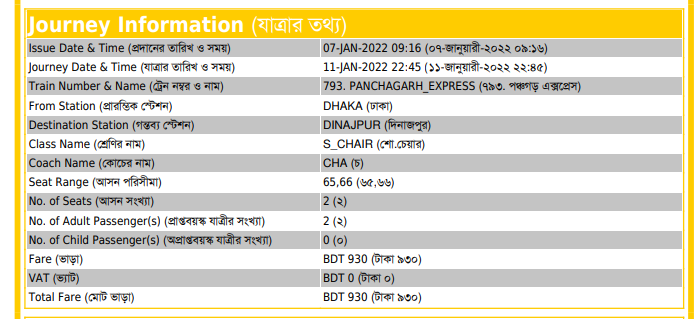 Journey Information (যাত্রার তথ্য)
Issue Date & Time (প্রদানের তারিখ ও সময়) 07-JAN-2022 09:16 (০৭-জানুয়ারী-২০২২ ০৯:১৬)
Journey Date & Time (যাত্রার তারিখ ও সময়) 11-JAN-2022 22:45 (১১-জানুয়ারী-২০২২ ২২:৪৫)
Train Number & Name (ট্রেন নম্বর ও নাম) 793. PANCHAGARH_EXPRESS (৭৯৩. পঞ্চগড় এক্সপ্রেস)
From Station (প্রারম্ভিক স্টেশন) DHAKA (ঢাকা)
Destination Station (গন্তব্য স্টেশন) DINAJPUR (দিনাজপুর)
Class Name (শ্রেণির নাম) S_CHAIR (শো.চেয়ার)
Coach Name (কোচের নাম) CHA (চ)
Seat Range (আসন পরিসীমা) 65,66 (৬৫,৬৬)
No. of Seats (আসন সংখ্যা) 2 (২)
No. of Adult Passenger(s) (প্রাপ্তবয়স্ক যাত্রীর সংখ্যা) 2 (২)
No. of Child Passenger(s) (অপ্রাপ্তবয়স্ক যাত্রীর সংখ্যা) 0 (০)
Fare (ভাড়া) BDT 930 (টাকা ৯৩০)
VAT (ভ্যাট) BDT 0 (টাকা ০)
Total Fare (মোট ভাড়া) BDT 930 (টাকা ৯৩০)